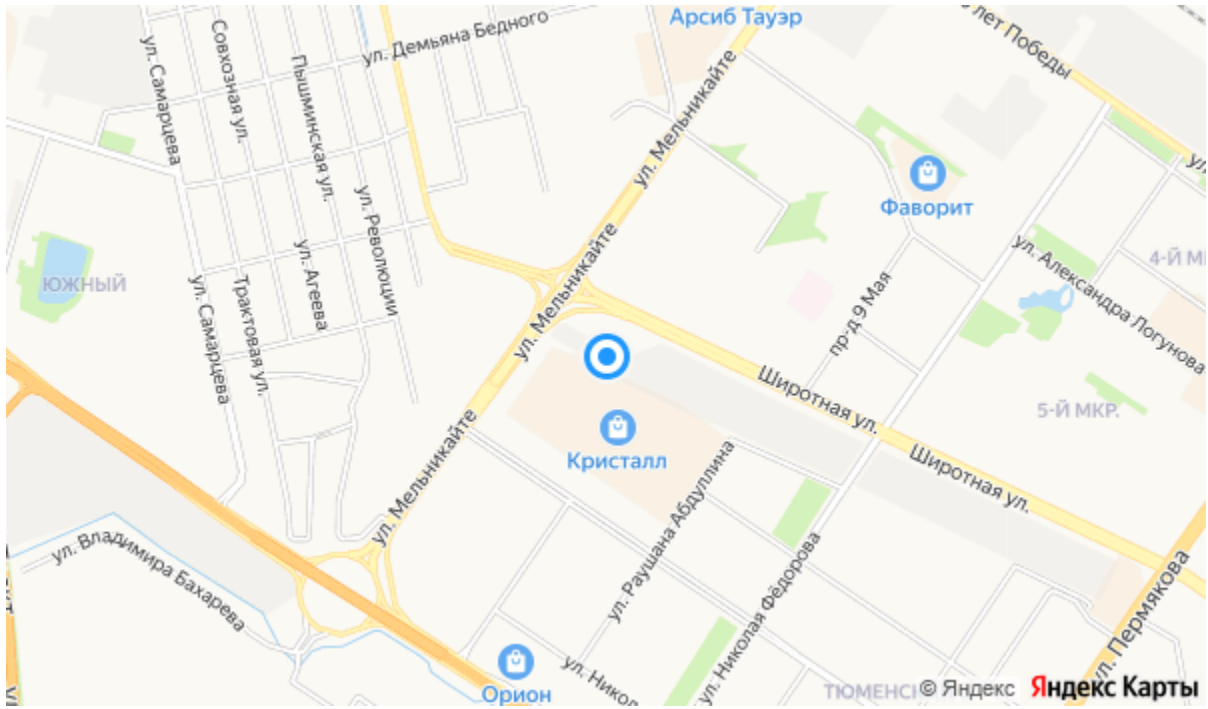 Арсиб Тауэр
лет Победы
ул. Демьяна Бедного
ул. Самарцева
Совхозная ул.
Пышминская ул.
ул. Мельникайте
ул. Революции
Фаворит
ул. Александра Логунова
4-Й
ЮЖНЫЙ
ул. Агеева
Трактовая ул.
ул. Самарцева
ул. Мельникайте
пр-д 9 Мая
Широтная ул.
5-Й МКР.
ул. Мельникайте
Кристалл
Широтная ул.
ул. Раушана Абдуллина
ул. Николая Фёдорова
ул. Владимира Бахарева
ул. Пермякова
Орион
ул.
© Яндекс Яндекс Карты